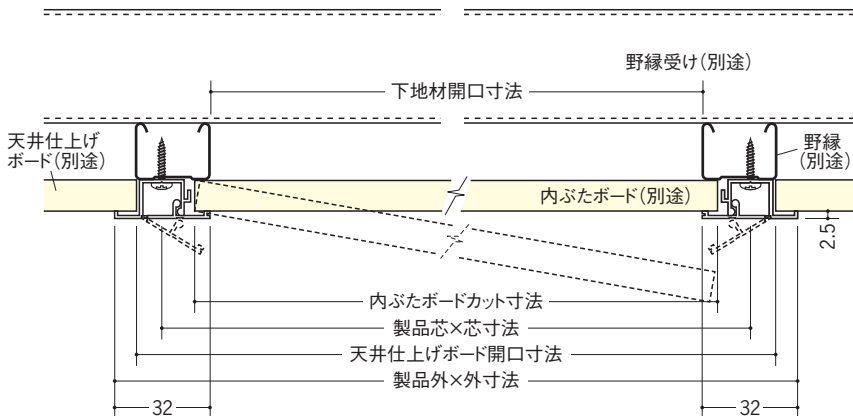 野縁受け(別途)
下地材開口寸法
天井仕上げ
ボード(別途)
野縁
(別途)
内ぶたボード(別途)
2.5
内ぶたボードカット寸法
製品芯×芯寸法
天井仕上げボード開口寸法
製品外×外寸法
32
32